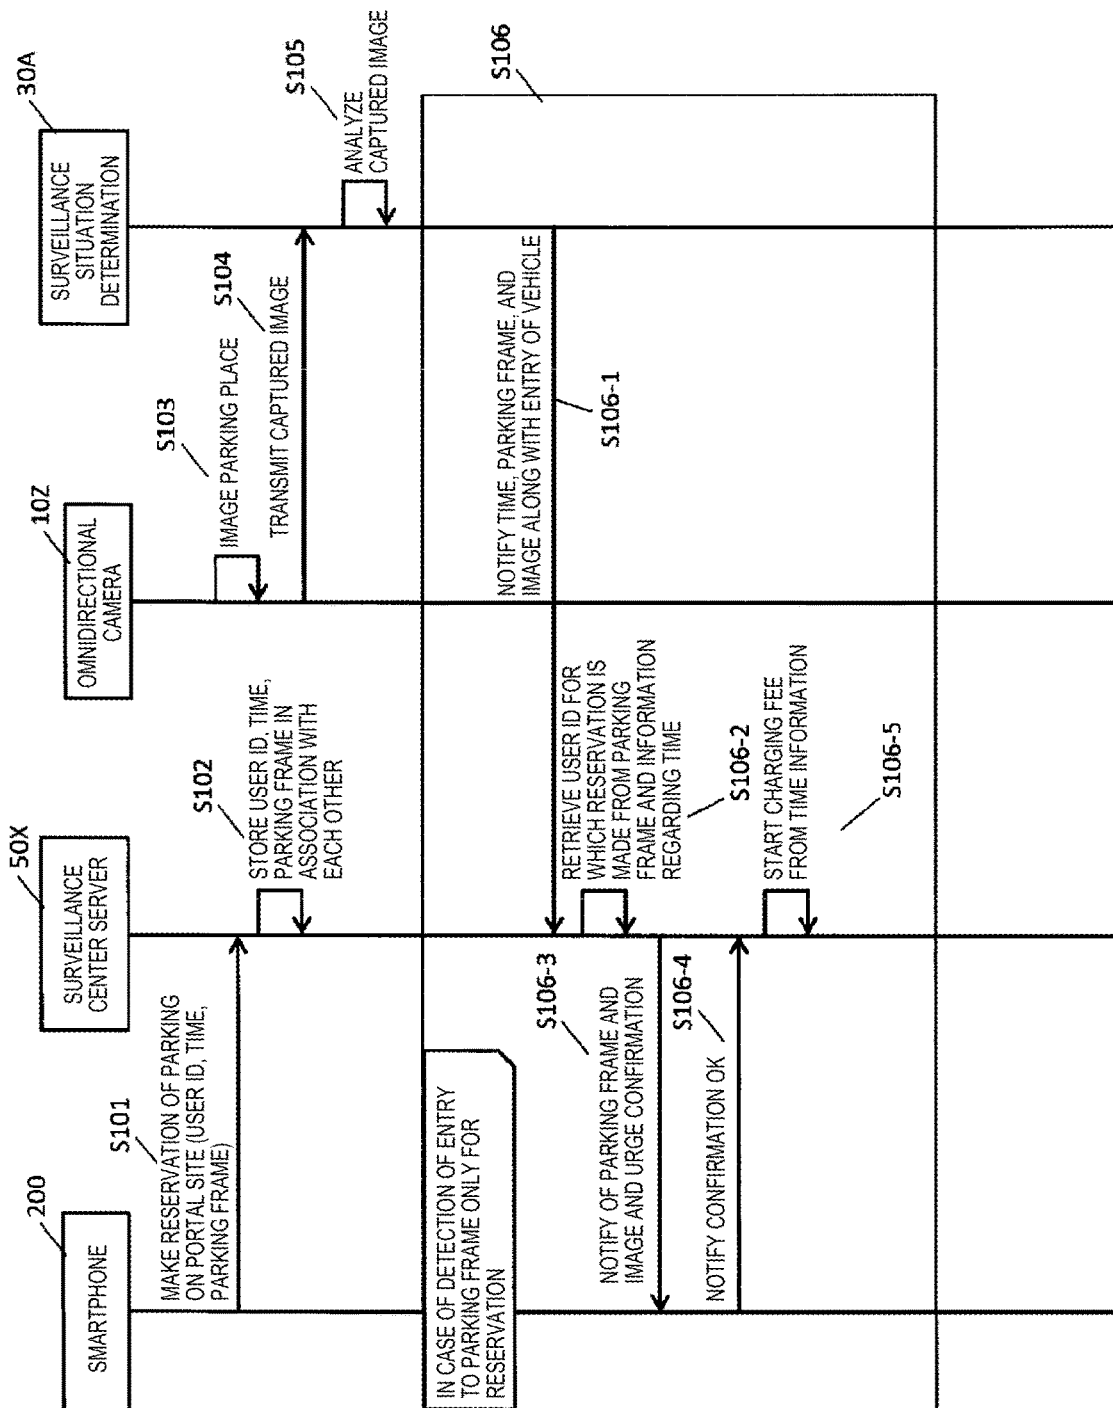 200
SMARTPHONE
50X
SURVEILLANCE
CENTER SERVER
10Z
OMNIDIRECTIONAL
CAMERA
30A
SURVEILLANCE
SITUATION
DETERMINATION
S101
MAKE RESERVATION OF PARKING
ON PORTAL SITE (USER ID, TIME,
PARKING FRAME)
S102
STORE USER ID, TIME,
PARKING FRAME IN
ASSOCIATION WITH
EACH OTHER
S103
IMAGE PARKING PLACE
S104
TRANSMIT CAPTURED IMAGE
S105
ANALYZE
CAPTURED IMAGE
S106
IN CASE OF DETECTION OF ENTRY
TO PARKING FRAME ONLY FOR
RESERVATION
NOTIFY TIME, PARKING FRAME, AND
IMAGE ALONG WITH ENTRY OF VEHICLE
S106-1
RETRIEVE USER ID FOR
WHICH RESERVATION IS
MADE FROM PARKING
FRAME AND INFORMATION
REGARDING TIME
S106-2
S106-3
NOTIFY OF PARKING FRAME AND
IMAGE AND URGE CONFIRMATION
S106-4
NOTIFY CONFIRMATION OK
START CHARGING FEE
FROM TIME INFORMATION
S106-5